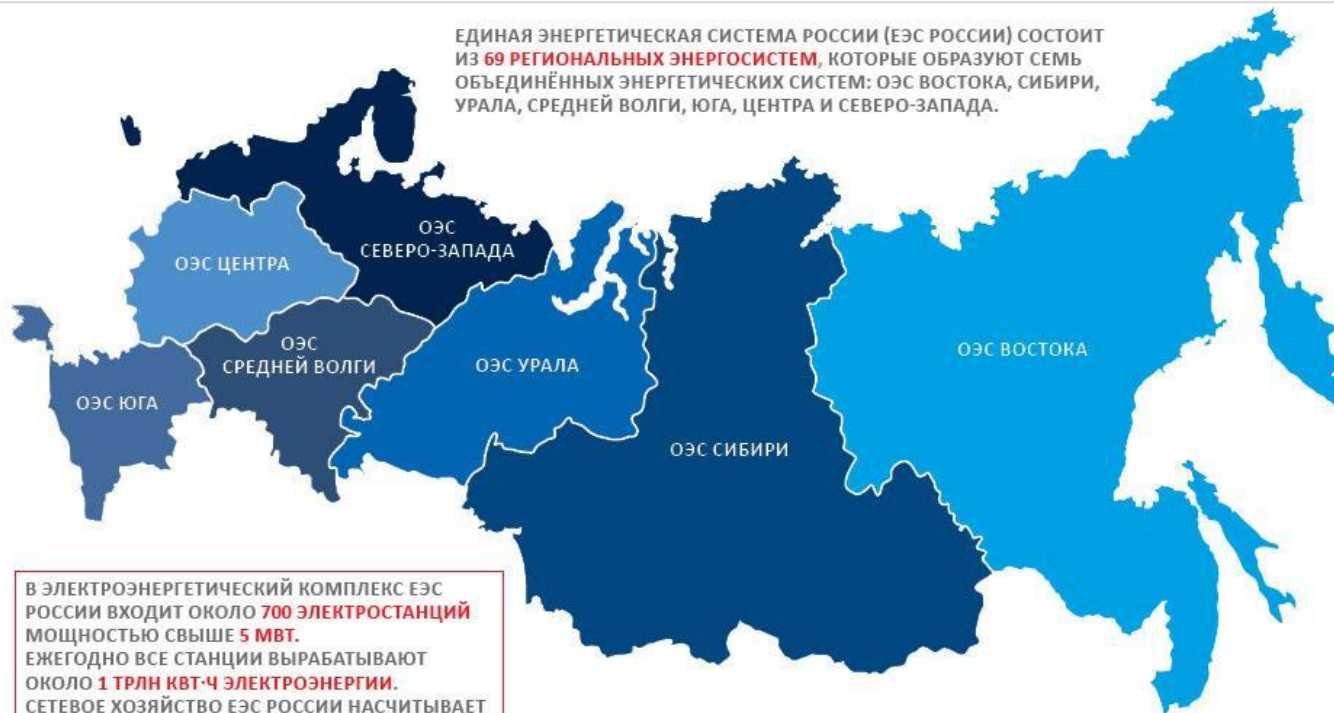 ЕДИНАЯ ЭНЕРГЕТИЧЕСКАЯ СИСТЕМА РОССИИ (ЕЭС РОССИИ) СОСТОИТ
ИЗ 69 РЕГИОНАЛЬНЫХ ЭНЕРГОСИСТЕМ, КОТОРЫЕ ОБРАЗУЮТ СЕМЬ
ОБЪЕДИНЁННЫХ ЭНЕРГЕТИЧЕСКИХ СИСТЕМ: ОЭС ВОСТОКА, СИБИРИ,
УРАЛА, СРЕДНЕЙ ВОЛГИ, ЮГА, ЦЕНТРА И СЕВЕРО-ЗАПАДА.
ОЭС
СЕВЕРО-ЗАПАДА
ОЭС ЦЕНТРА
ОЭС
СРЕДНЕЙ ВОЛГИ
ОЭС УРАЛА
ОЭС ВОСТОКА
ОЭС ЮГА
ОЭС СИБИРИ
В ЭЛЕКТРОЭНЕРГЕТИЧЕСКИЙ КОМПЛЕКС ЕЭС
РОССИИ ВХОДИТ ОКОЛО 700 ЭЛЕКТРОСТАНЦИЙ
МОЩНОСТЬЮ СВЫШЕ 5 МВТ.
ЕЖЕГОДНО ВСЕ СТАНЦИИ ВЫРАБАТЫВАЮТ
ОКОЛО 1 ТРЛН КВТ·Ч ЭЛЕКТРОЭНЕРГИИ.
СЕТЕВОЕ ХОЗЯЙСТВО ЕЭС РОССИИ НАСЧИТЫВАЕТ